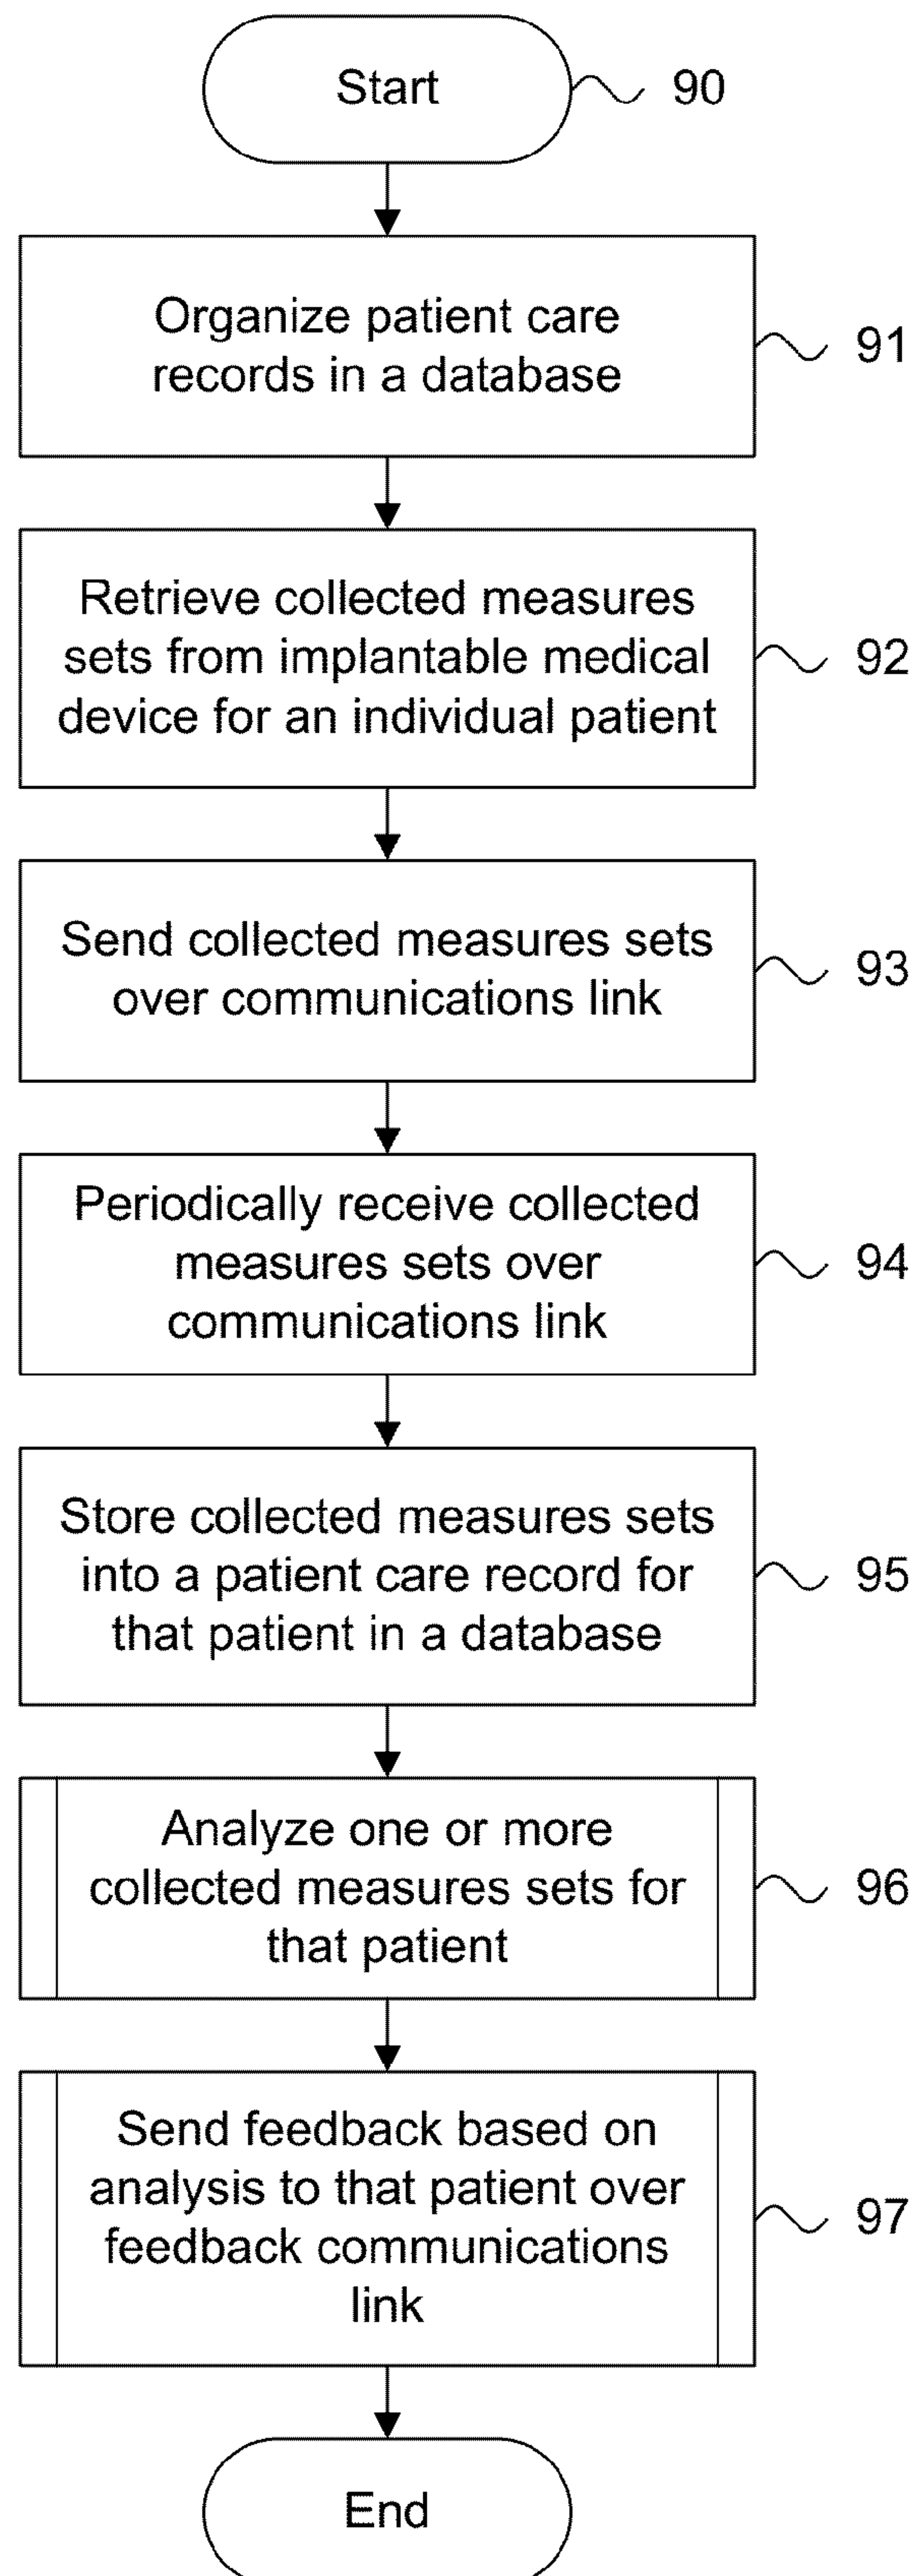 Start
90
Organize patient care
records in a database
91
Retrieve collected measures
sets from implantable medical
device for an individual patient
92
Send collected measures sets
over communications link
93
Periodically receive collected
measures sets over
communications link
94
Store collected measures sets
into a patient care record for
that patient in a database
95
Analyze one or more
collected measures sets for
that patient
96
Send feedback based on
analysis to that patient over
feedback communications
link
97
End